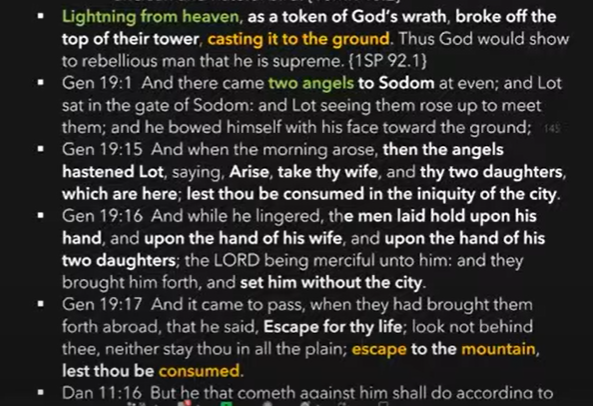 Lightning from heaven, as a token of God's wrath, broke off the
top of their tower, casting it to the ground. Thus God would show
to rebellious man that he is supreme. {1SP 92.1}
Gen 19:1 And there came two angels to Sodom at even; and Lot
sat in the gate of Sodom: and Lot seeing them rose up to meet
them; and he bowed himself with his face toward the ground; 145
Gen 19:15 And when the morning arose, then the angels
hastened Lot, saying, Arise, take thy wife, and thy two daughters,
which are here; lest thou be consumed in the iniquity of the city.
Gen 19:16 And while he lingered, the men laid hold upon his
hand, and upon the hand of his wife, and upon the hand of his
two daughters; the LORD being merciful unto him: and they
brought him forth, and set him without the city.
Gen 19:17 And it came to pass, when they had brought them
forth abroad, that he said, Escape for thy life; look not behind
thee, neither stay thou in all the plain; escape to the mountain,
lest thou be consumed.
Dan 11:16 But he that cometh against him shall do according to